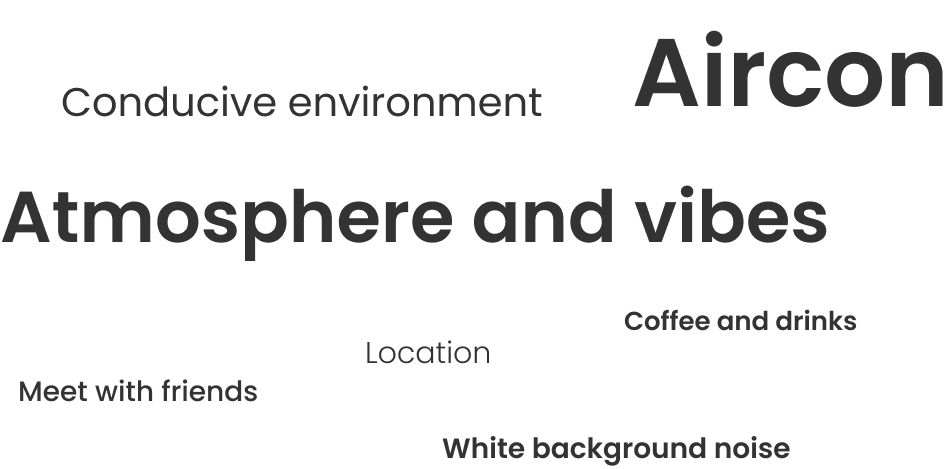 Aircon
Conducive environment
Atmosphere and vibes
Coffee and drinks
Location
Meet with friends
White background noise